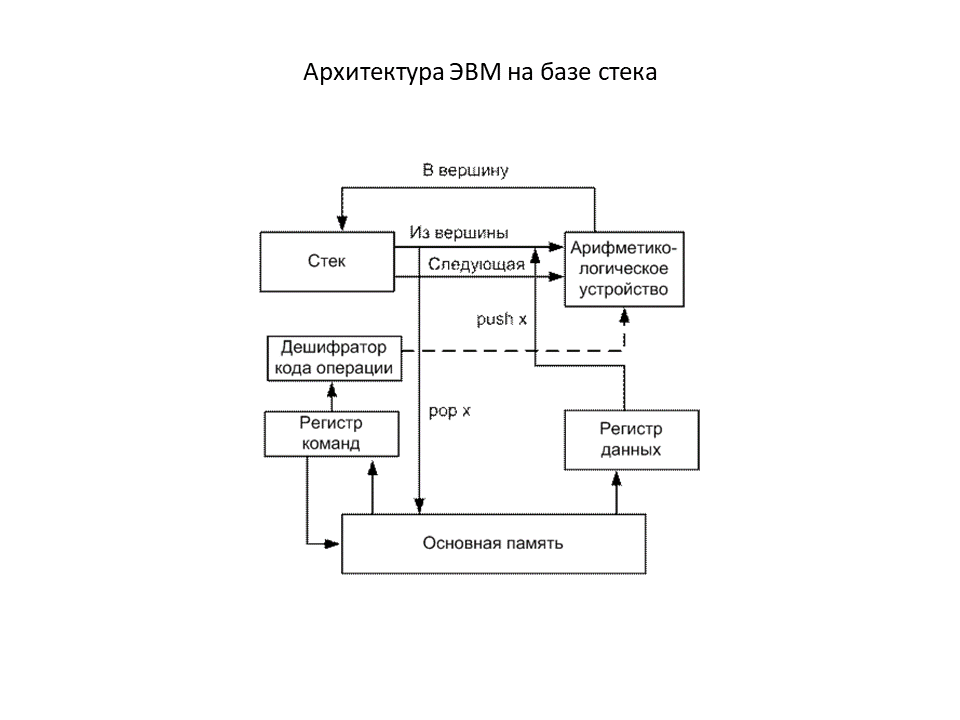 Архитектура ЭВМ на базе стека
В вершину
Из вершины
Стек
Следующая
Арифметико-
логическое
устройство
push x
Дешифратор
кода операции
pop x
Регистр
команд
Регистр
данных
Основная память